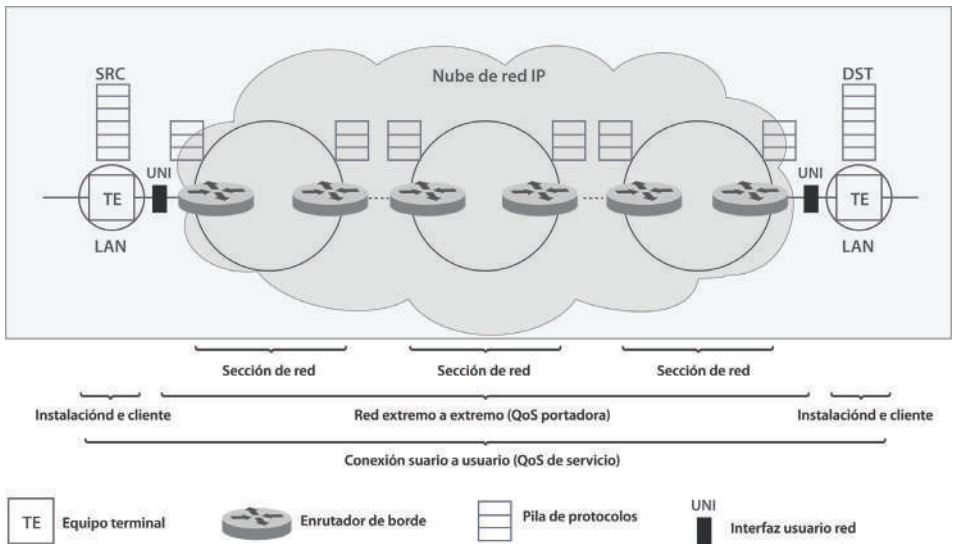 SRC
Nube de red IP
DST
UNI
UNI
TE
TE
LAN
LAN
Sección de red
Sección de red
Sección de red
Instalaciónd e cliente
Red extremo a extremo (QoS portadora)
Instalaciónd e cliente
Conexión suario a usuario (QoS de servicio)
TE
Equipo terminal
Enrutador de borde
Pila de protocolos
UNI
Interfaz usuario red